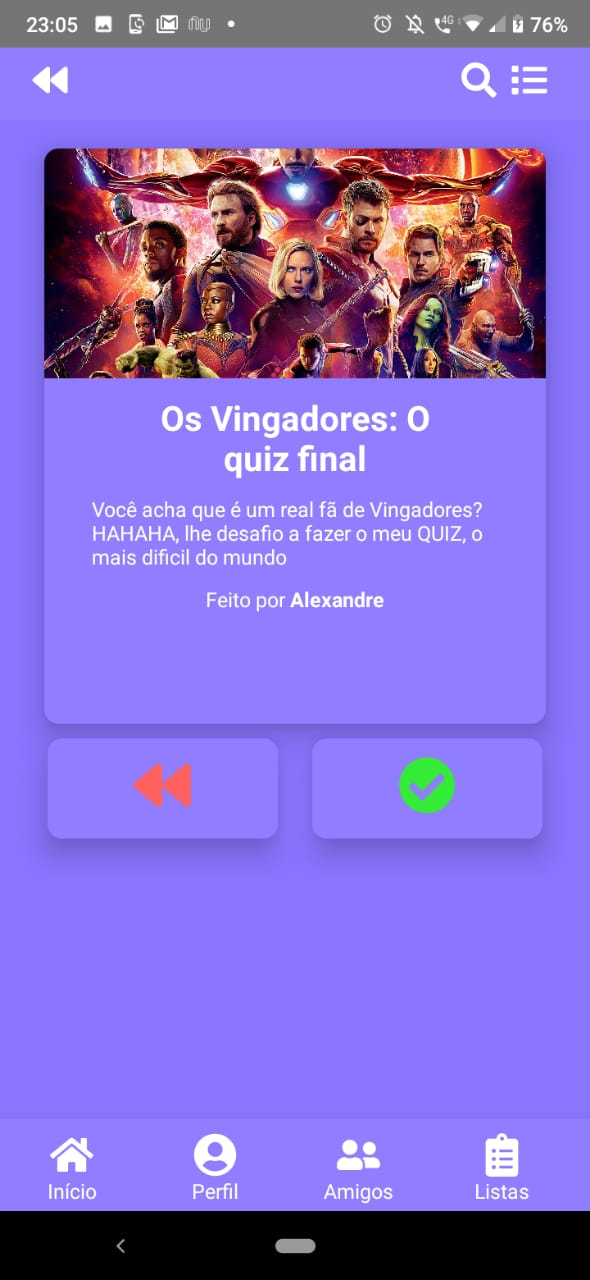 23:05
4G
76%
Os Vingadores: O
quiz final
Você acha que é um real fã de Vingadores?
HAHAHA, lhe desafio a fazer o meu QUIZ, o
mais dificil do mundo
Feito por Alexandre
Início
Perfil
Amigos
Listas